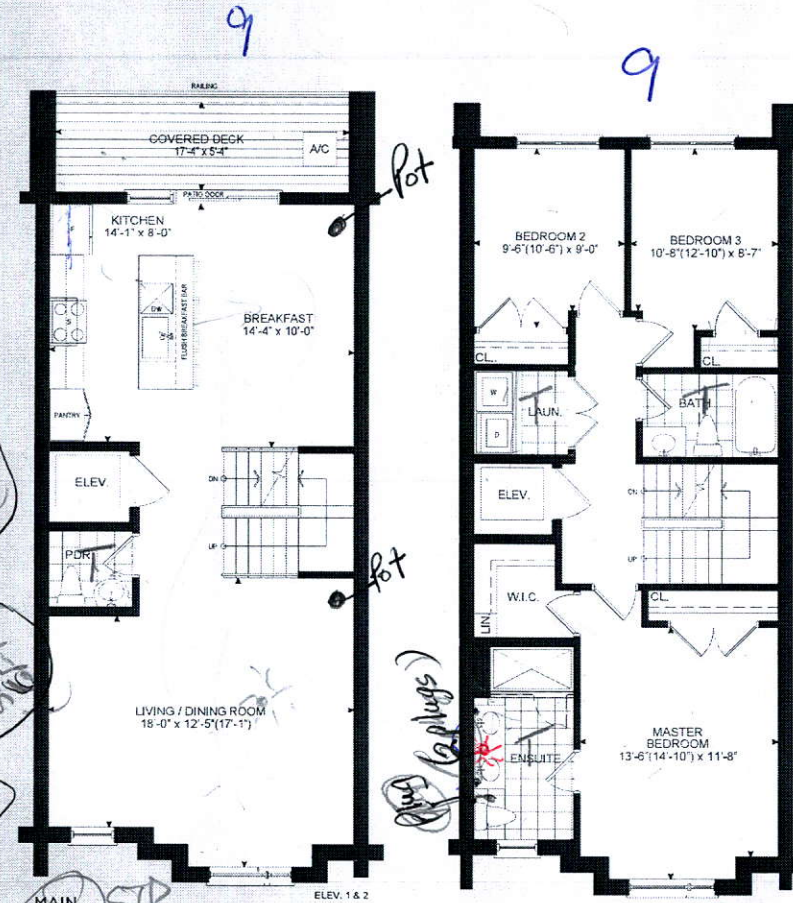 9
9
RAILING
COVERED DECK
17'-4" x 5'-4"
A/C
PATIO DOOR
Pot
KITCHEN
14'-1" x 8'-0"
S
DW
FLUSH BREAKFAST BAR
BREAKFAST
14'-4" x 10'-0"
PANTRY
ELEV.
DN
UP
PDR.
T
Pot
LIVING / DINING ROOM
18'-0" x 12'-5"(17'-1")
MAIN
STD
ELEV. 1 & 2
BEDROOM 2
9'-6"(10'-6") x 9'-0"
BEDROOM 3
10'-8"(12'-10") x 8'-7"
CL.
CL.
W
D
LAUN.
T
BATH
T
ELEV.
DN
UP
W.I.C.
LIN
CL.
Plug (2 plugs)
ENSUITE
T
MASTER
BEDROOM
13'-6"(14'-10") x 11'-8"